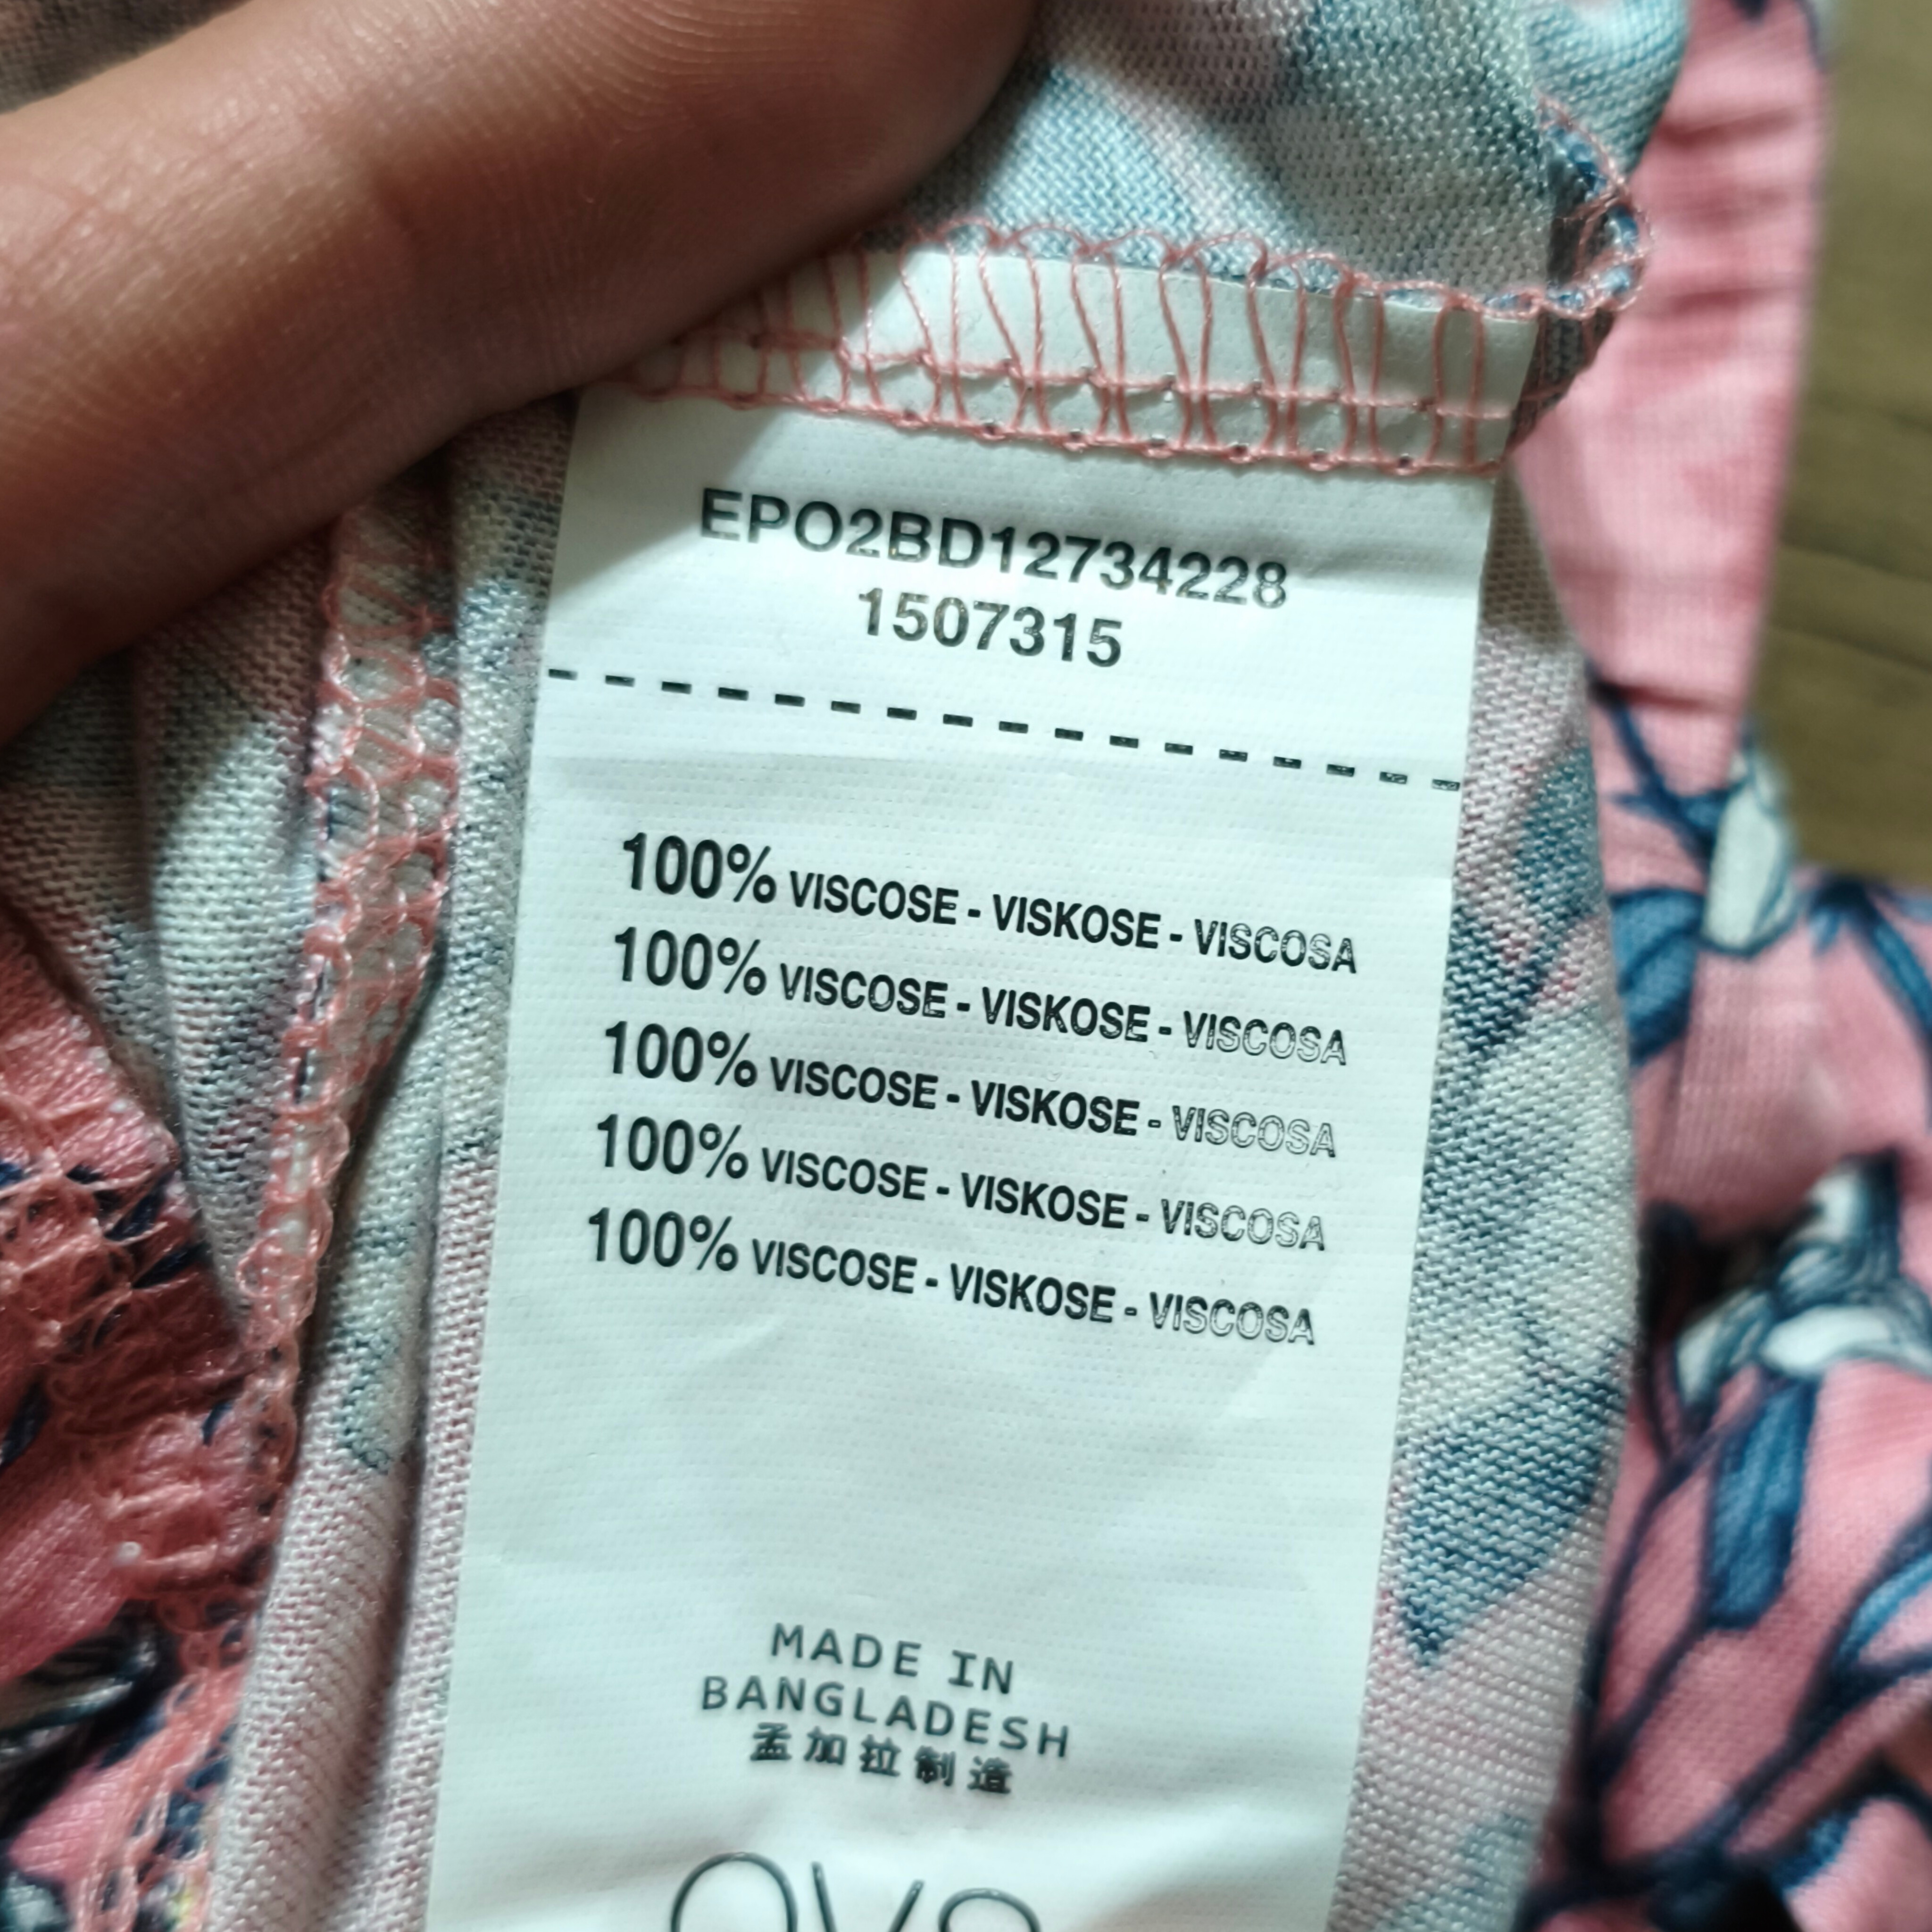 EPO2BD12734228
1507315
100% VISCOSE - VISKOSE - VISCOSA
100% VISCOSE - VISKOSE - VISCOSA
100% VISCOSE - VISKOSE - VISCOSA
100% VISCOSE - VISKOSE - VISCOSA
100% VISCOSE - VISKOSE - VISCOSA
MADE IN
BANGLADESH
孟加拉制造